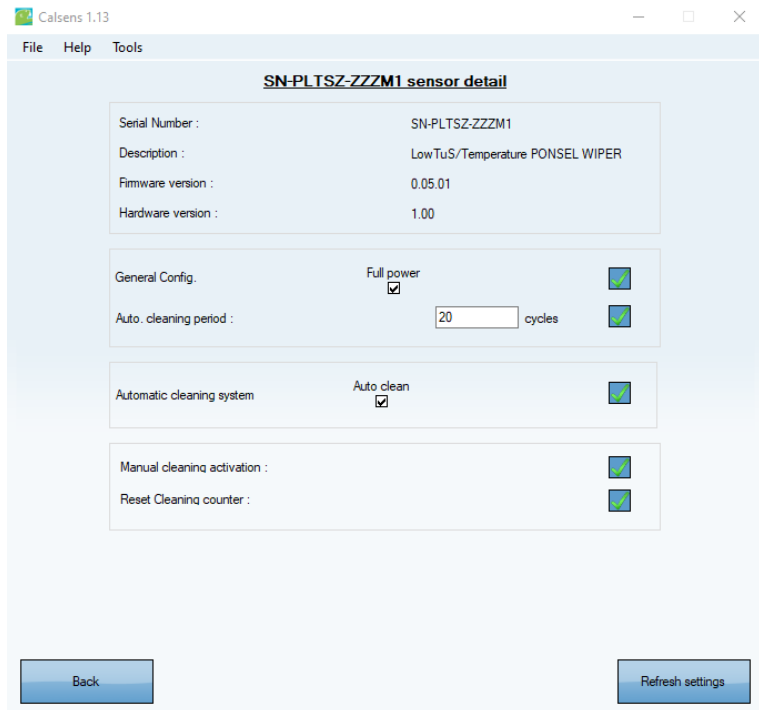 Calsens 1.13
File Help Tools
SN-PLTSZ-ZZZM1 sensor detail
Serial Number : SN-PLTSZ-ZZZM1
Description : LowTuS/Temperature PONSEL WIPER
Firmware version : 0.05.01
Hardware version : 1.00
General Config. Full power
Auto. cleaning period : 20 cycles
Automatic cleaning system Auto clean
Manual cleaning activation :
Reset Cleaning counter :
Back Refresh settings